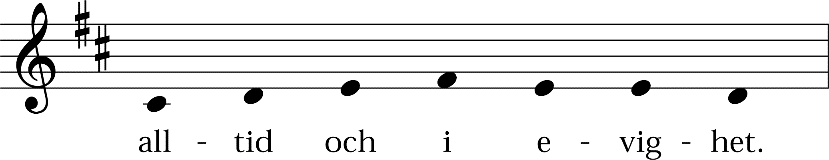 all - tid och i e - vig - het.